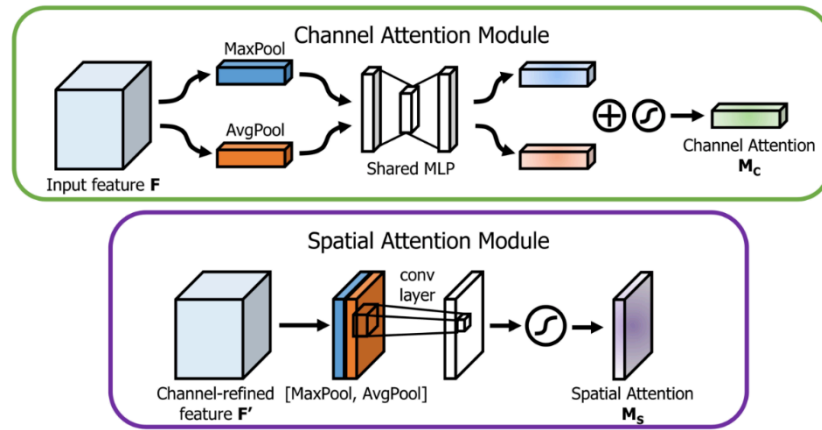 Channel Attention Module
MaxPool
AvgPool
Input feature F
Shared MLP
Channel Attention
Mc
Spatial Attention Module
conv
layer
Channel-refined
feature F'
[MaxPool, AvgPool]
Spatial Attention
Ms